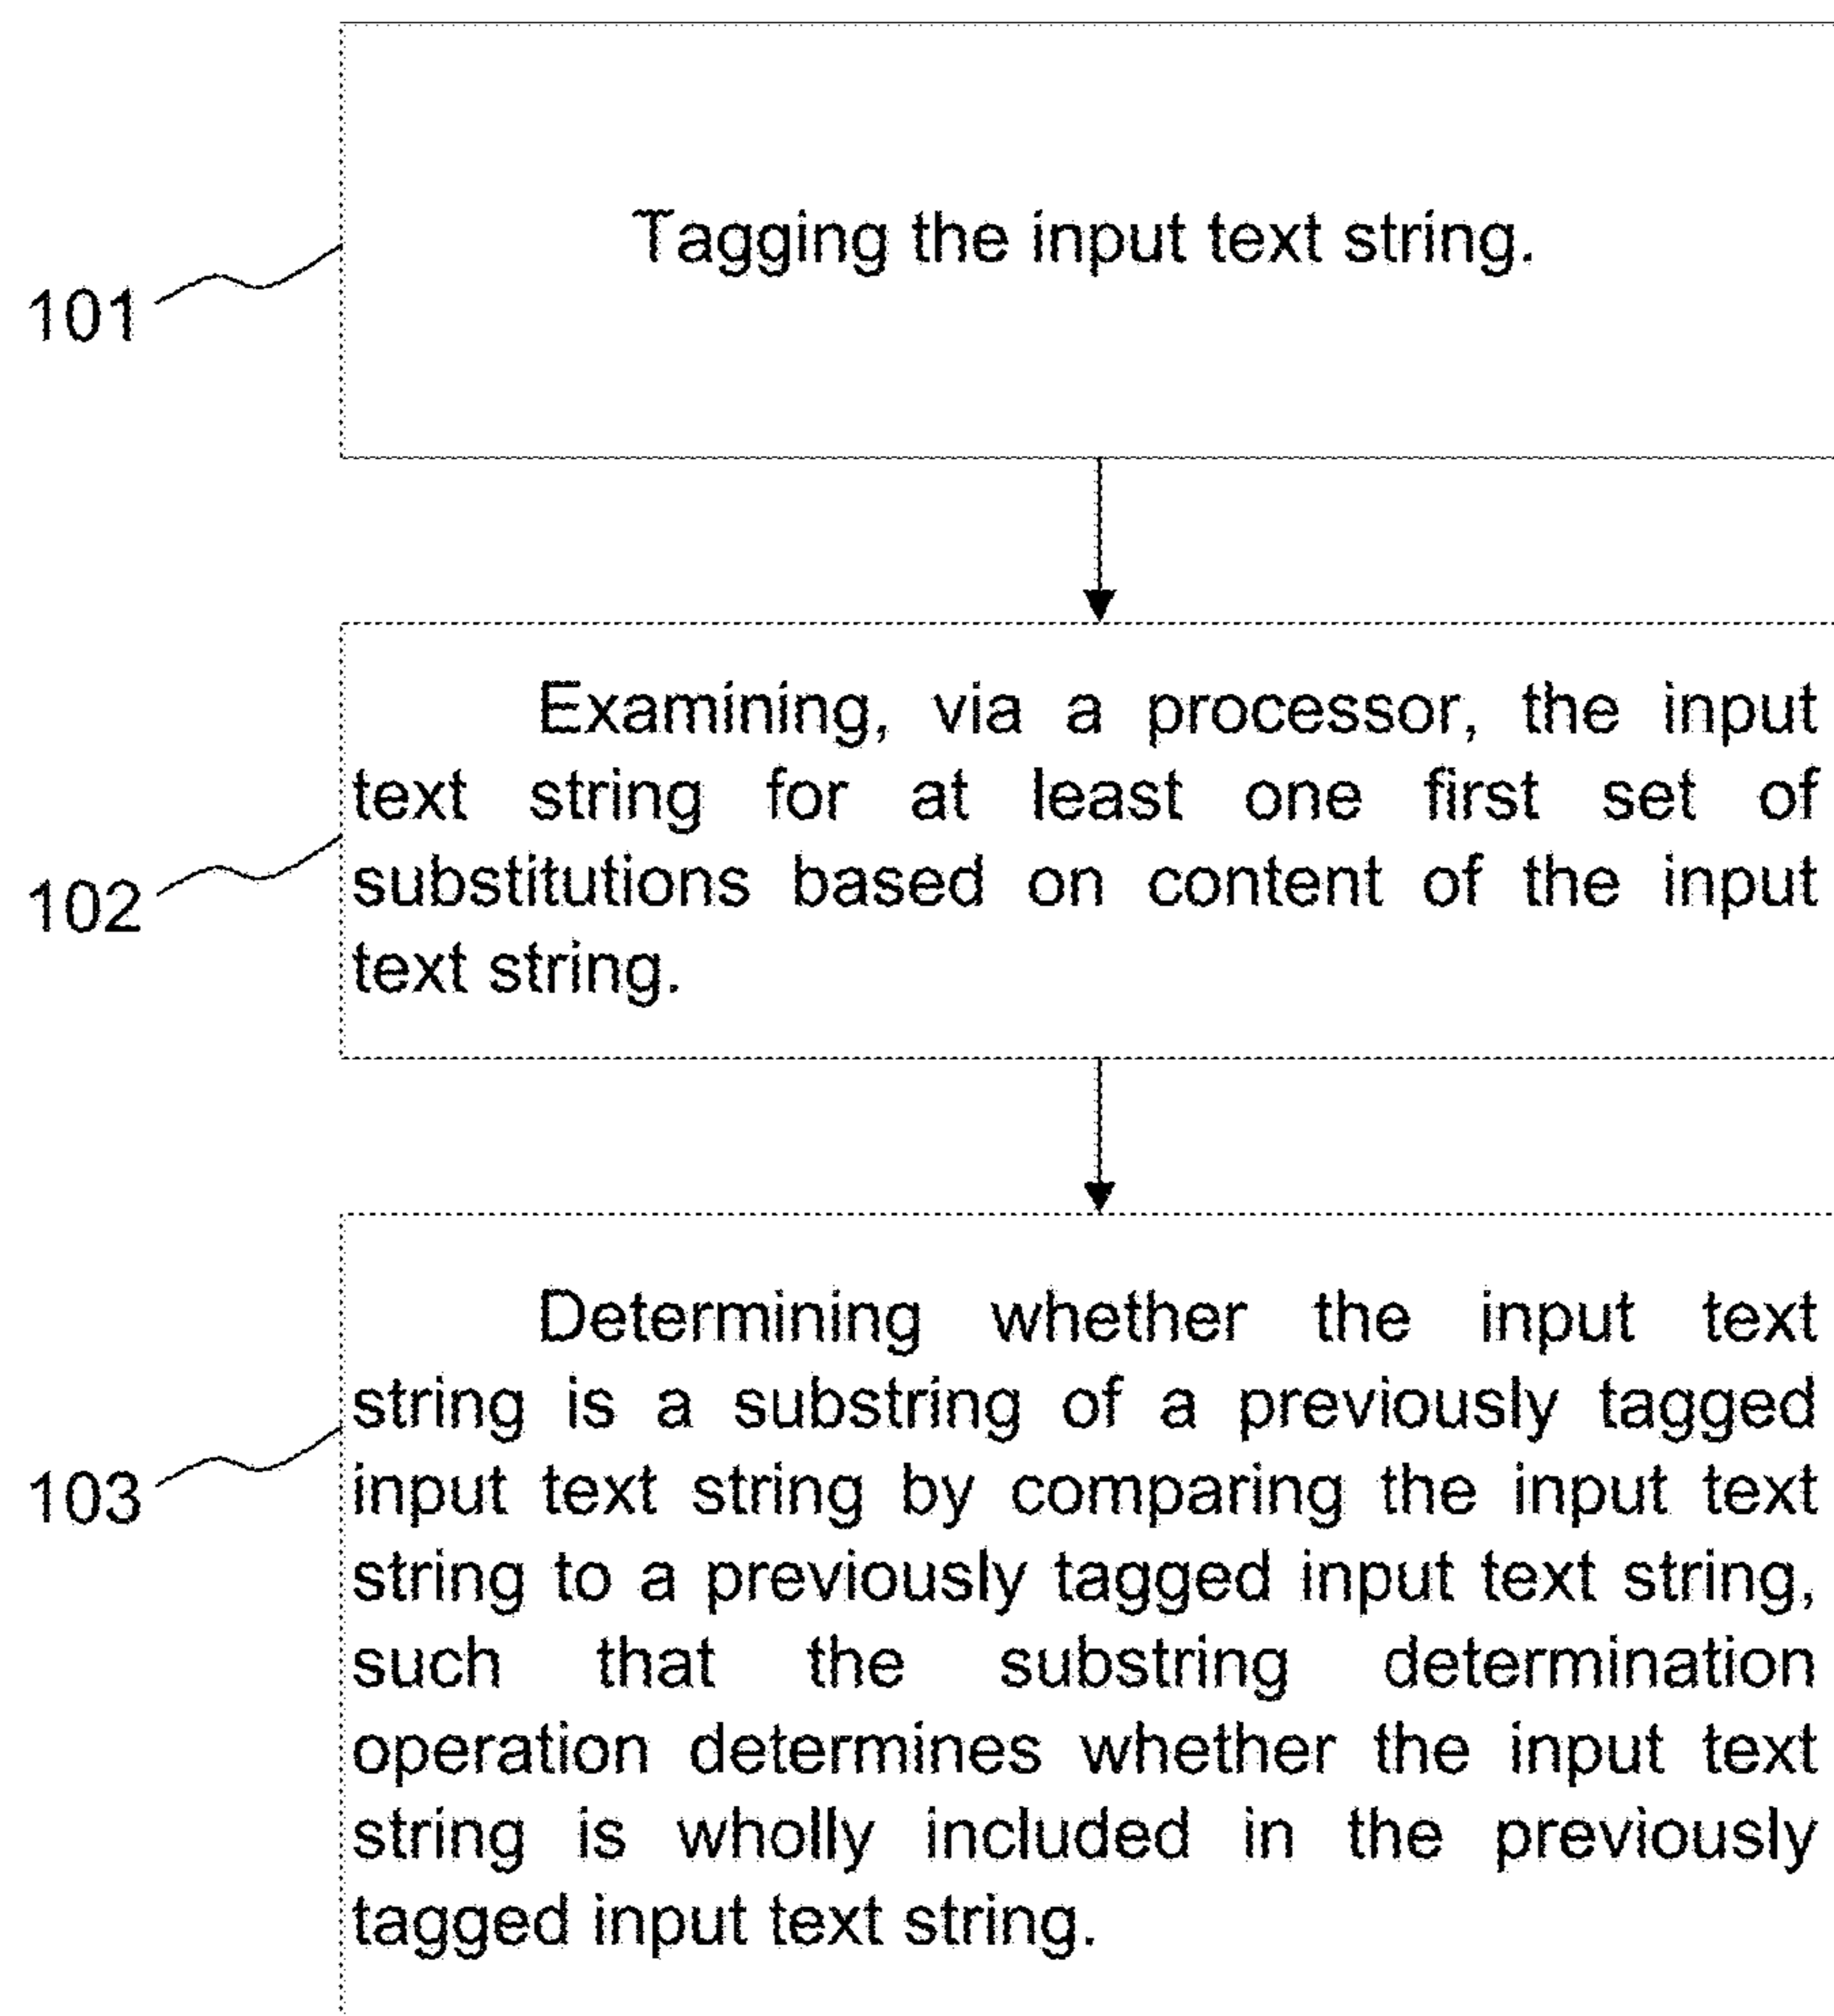 Tagging the input text string.
101
Examining, via a processor, the input
text string for at least one first set of
substitutions based on content of the input
text string.
102
Determining whether the input text
string is a substring of a previously tagged
input text string by comparing the input text
string to a previously tagged input text string,
such that the substring determination
operation determines whether the input text
string is wholly included in the previously
tagged input text string.
103